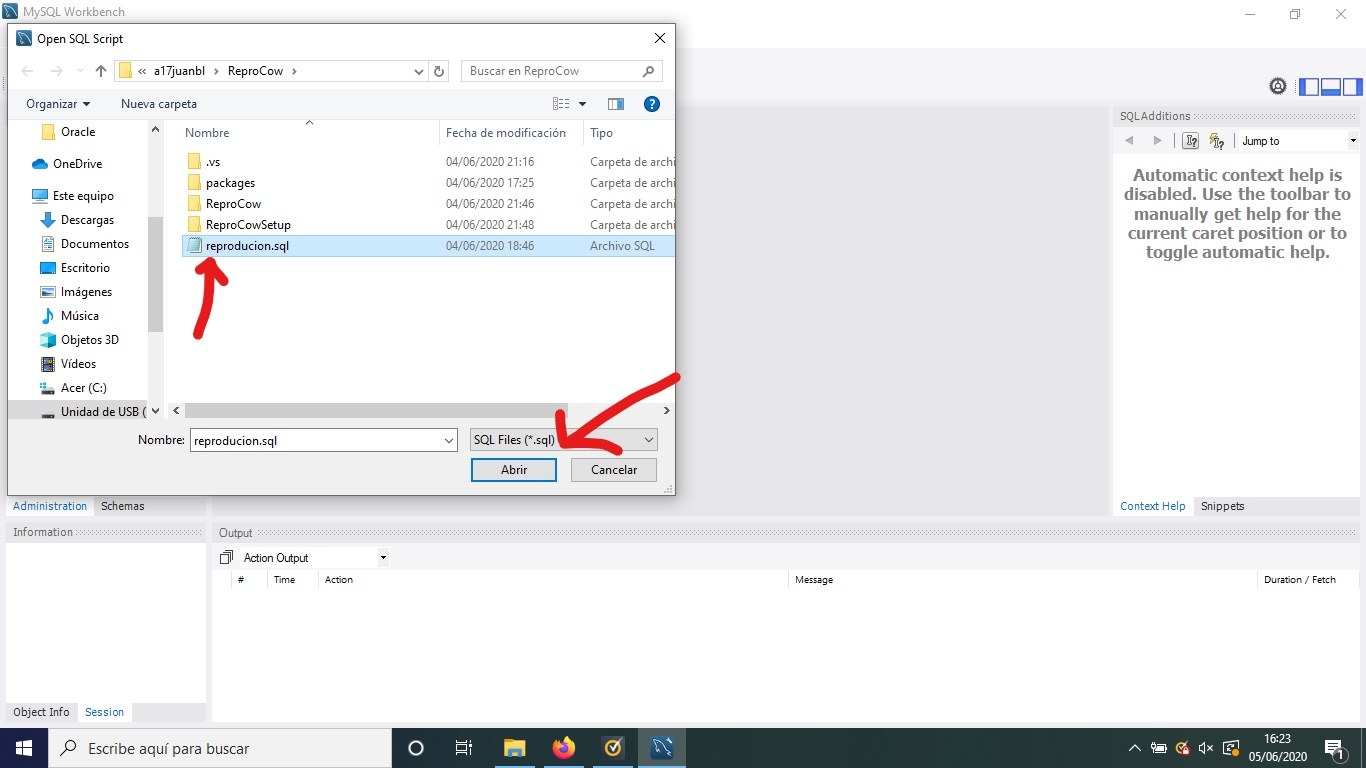 MySQL Workbench
Open SQL Script
« a17juanbl › ReproCow ›
Buscar en ReproCow
Organizar
Nueva carpeta
Oracle
OneDrive
Este equipo
Descargas
Documentos
Escritorio
Imágenes
Música
Objetos 3D
Vídeos
Acer (C:)
Unidad de USB (
Nombre Fecha de modificación Tipo
.vs 04/06/2020 21:16 Carpeta de archi
packages 04/06/2020 17:25 Carpeta de archi
ReproCow 04/06/2020 21:46 Carpeta de archi
ReproCowSetup 04/06/2020 21:48 Carpeta de archi
reproducion.sql 04/06/2020 18:46 Archivo SQL
Nombre: reproducion.sql SQL Files (*.sql)
Abrir Cancelar
SQLAdditions
Jump to
Automatic context help is
disabled. Use the toolbar to
manually get help for the
current caret position or to
toggle automatic help.
Administration Schemas
Context Help Snippets
Information
Output
Action Output
# Time Action Message Duration / Fetch
Object Info Session
Escribe aquí para buscar
16:23
05/06/2020
1